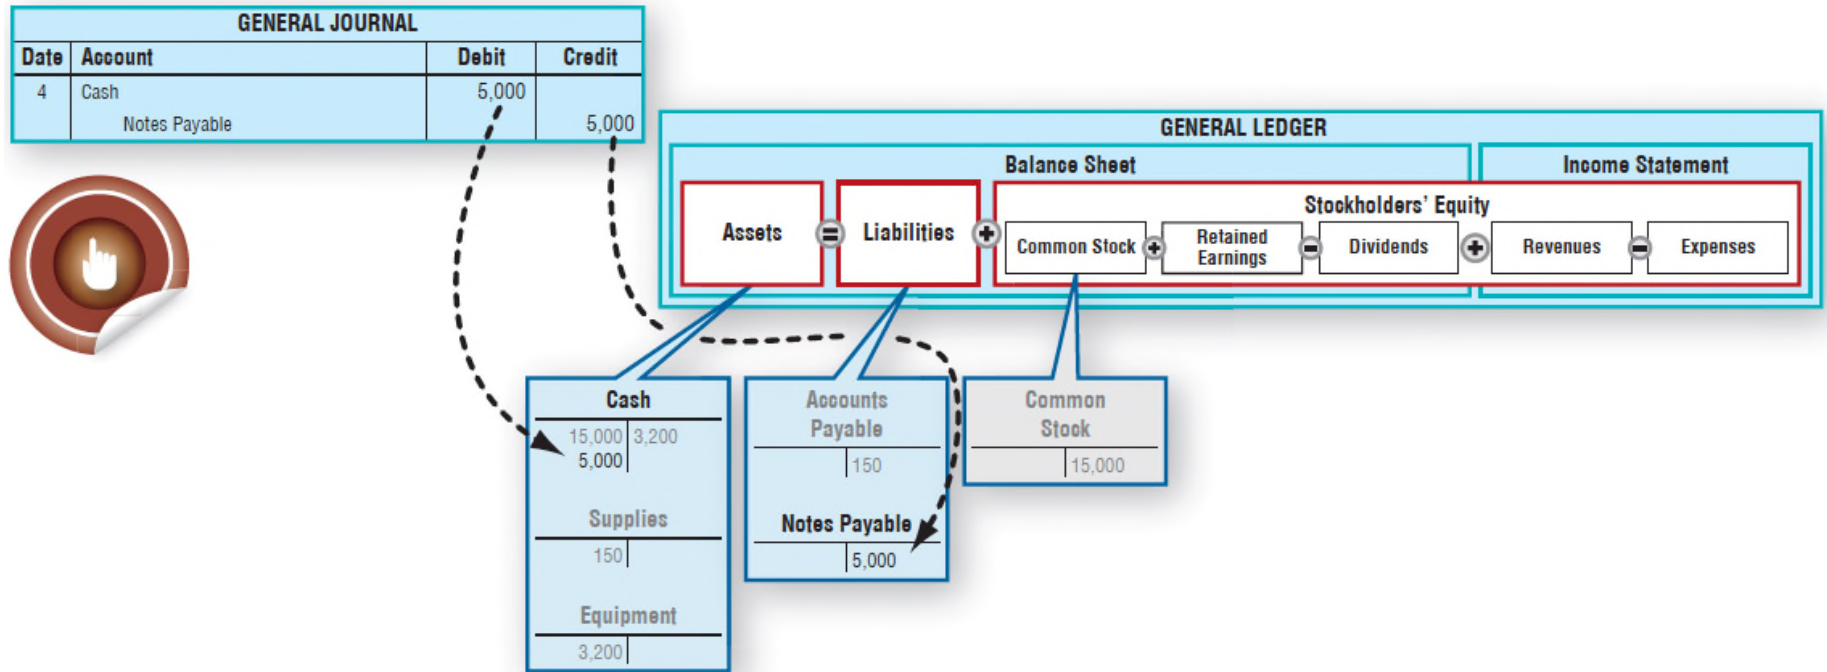 GENERAL JOURNAL
Date Account Debit Credit
4 Cash 5,000
Notes Payable 5,000
GENERAL LEDGER
Balance Sheet Income Statement
Stockholders' Equity
Assets = Liabilities + Common Stock + Retained Earnings − Dividends + Revenues − Expenses
Cash
15,000 3,200
5,000
Supplies
150
Equipment
3,200
Accounts
Payable
150
Notes Payable
5,000
Common
Stock
15,000